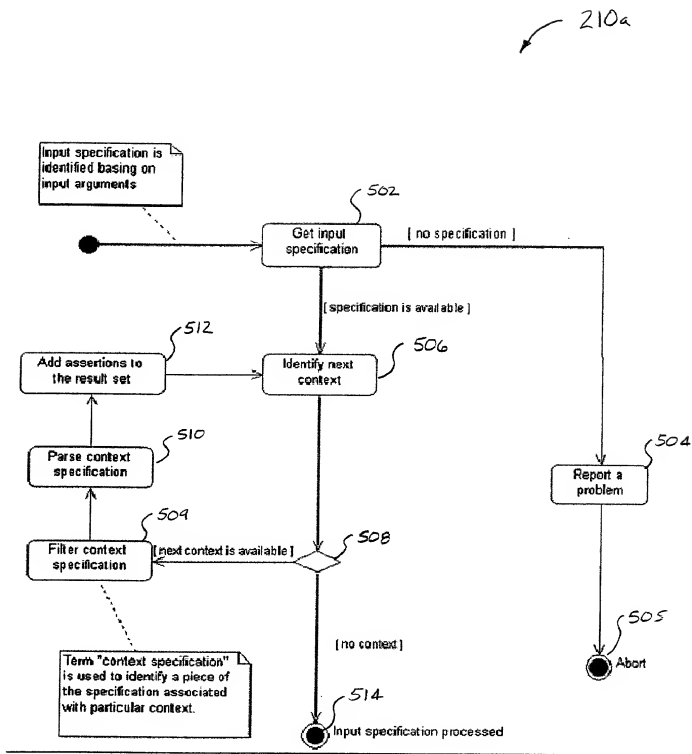 210a
Input specification is
identified basing on
input arguments
502
Get input
specification
[ no specification ]
[ specification is available ]
512
Add assertions to
the result set
506
Identify next
context
510
Parse context
specification
504
Report a
problem
509
Filter context
specification
[ next context is available ]
508
[ no context ]
505
Abort
Term "context specification"
is used to identify a piece of
the specification associated
with particular context.
514
Input specification processed